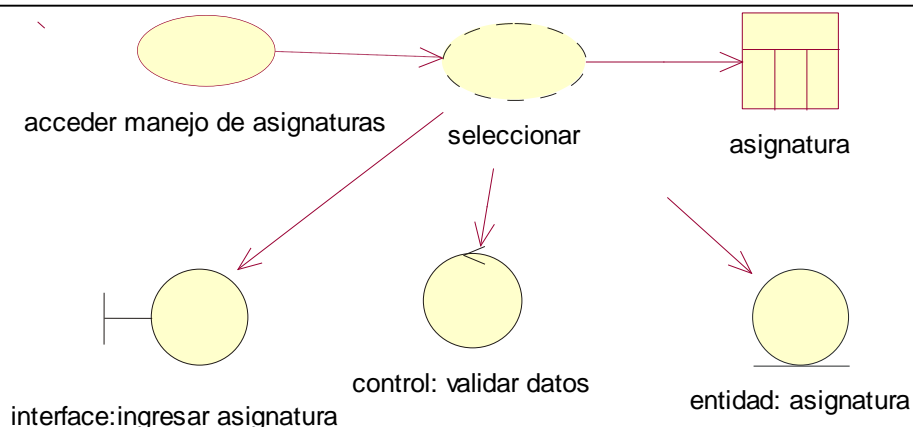 acceder manejo de asignaturas
seleccionar
asignatura
interface:ingresar asignatura
control: validar datos
entidad: asignatura